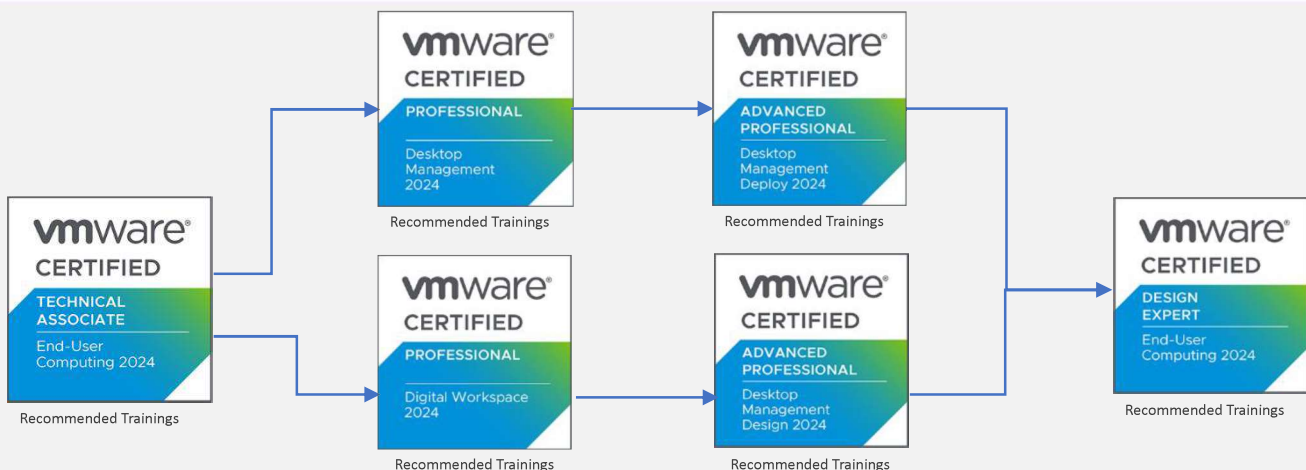 vmware®
CERTIFIED
TECHNICAL
ASSOCIATE
End-User
Computing 2024
Recommended Trainings
vmware®
CERTIFIED
PROFESSIONAL
Desktop
Management
2024
Recommended Trainings
vmware®
CERTIFIED
ADVANCED
PROFESSIONAL
Desktop
Management
Deploy 2024
Recommended Trainings
vmware®
CERTIFIED
PROFESSIONAL
Digital Workspace
2024
Recommended Trainings
vmware®
CERTIFIED
ADVANCED
PROFESSIONAL
Desktop
Management
Design 2024
Recommended Trainings
vmware®
CERTIFIED
DESIGN
EXPERT
End-User
Computing 2024
Recommended Trainings